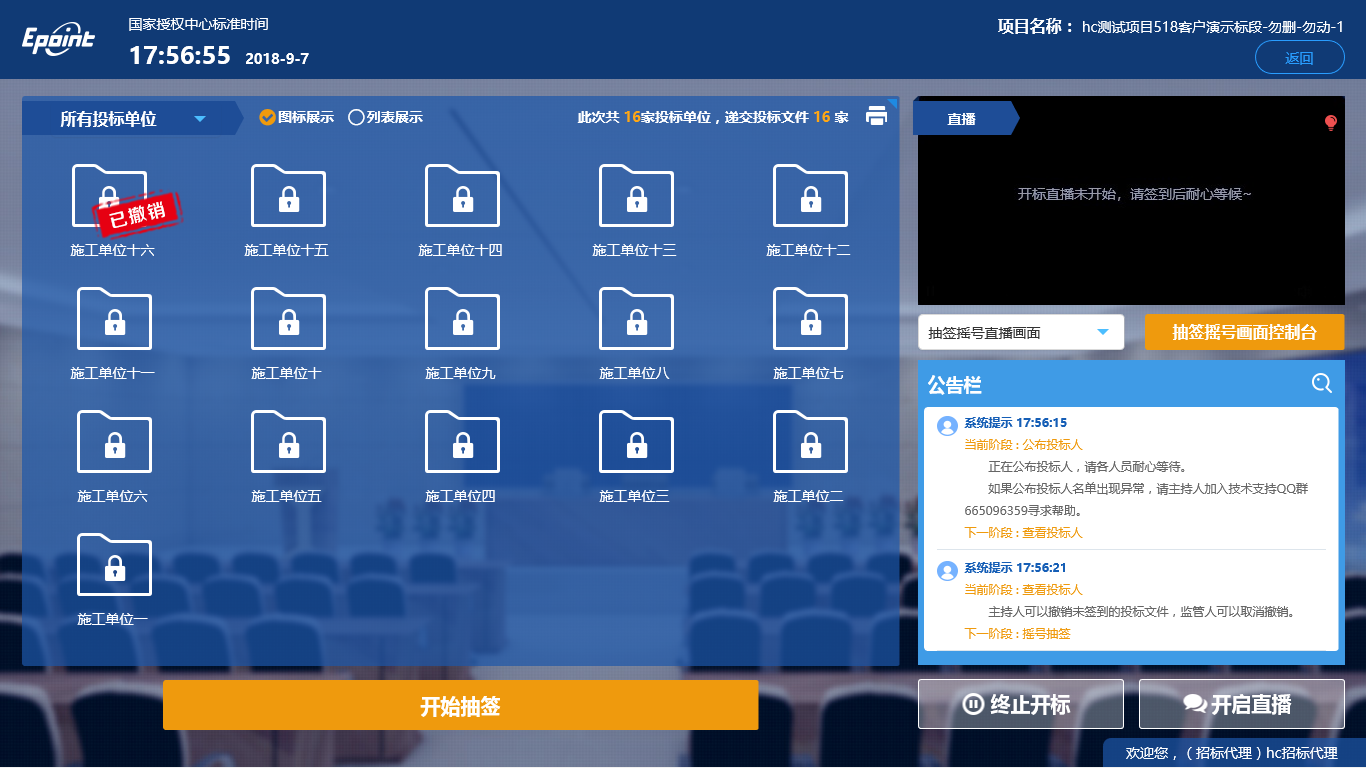 Epoint
国家授权中心标准时间
17:56:55 2018-9-7
项目名称： hc测试项目518客户演示标段-勿删-勿动-1
返回
所有投标单位
图标展示 列表展示
此次共 16家投标单位，递交投标文件 16 家
已撤销
施工单位十六 施工单位十五 施工单位十四 施工单位十三 施工单位十二
施工单位十一 施工单位十 施工单位九 施工单位八 施工单位七
施工单位六 施工单位五 施工单位四 施工单位三 施工单位二
施工单位一
开始抽签
直播
开标直播未开始，请签到后耐心等候~
抽签摇号直播画面
抽签摇号画面控制台
公告栏
系统提示 17:56:15
当前阶段 : 公布投标人
正在公布投标人，请各人员耐心等待。
如果公布投标人名单出现异常，请主持人加入技术支持QQ群
665096359寻求帮助。
下一阶段 : 查看投标人
系统提示 17:56:21
当前阶段 : 查看投标人
主持人可以撤销未签到的投标文件，监管人可以取消撤销。
下一阶段 : 摇号抽签
终止开标
开启直播
欢迎您，（ 招标代理 ）hc招标代理